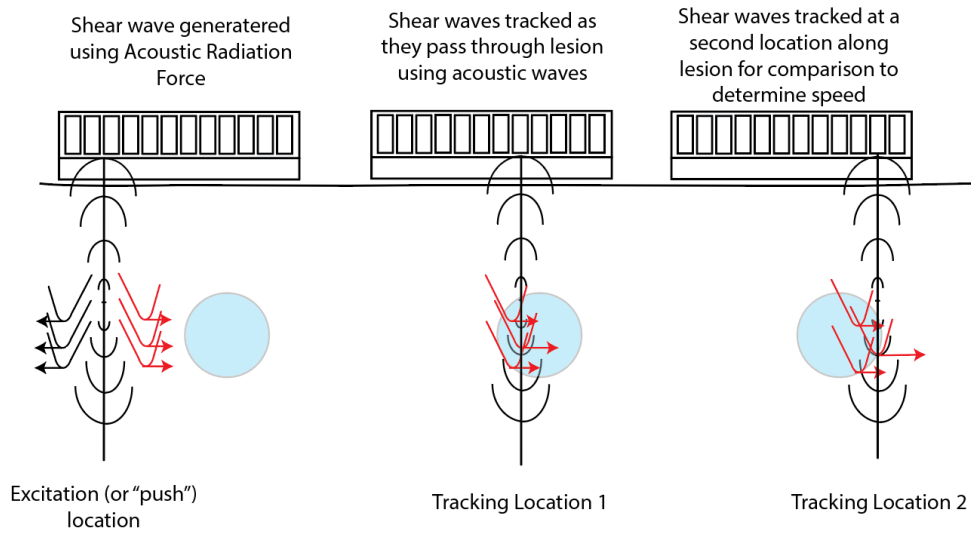 Shear wave generatered
using Acoustic Radiation
Force
Shear waves tracked as
they pass through lesion
using acoustic waves
Shear waves tracked at a
second location along
lesion for comparison to
determine speed
Excitation (or “push”)
location
Tracking Location 1
Tracking Location 2